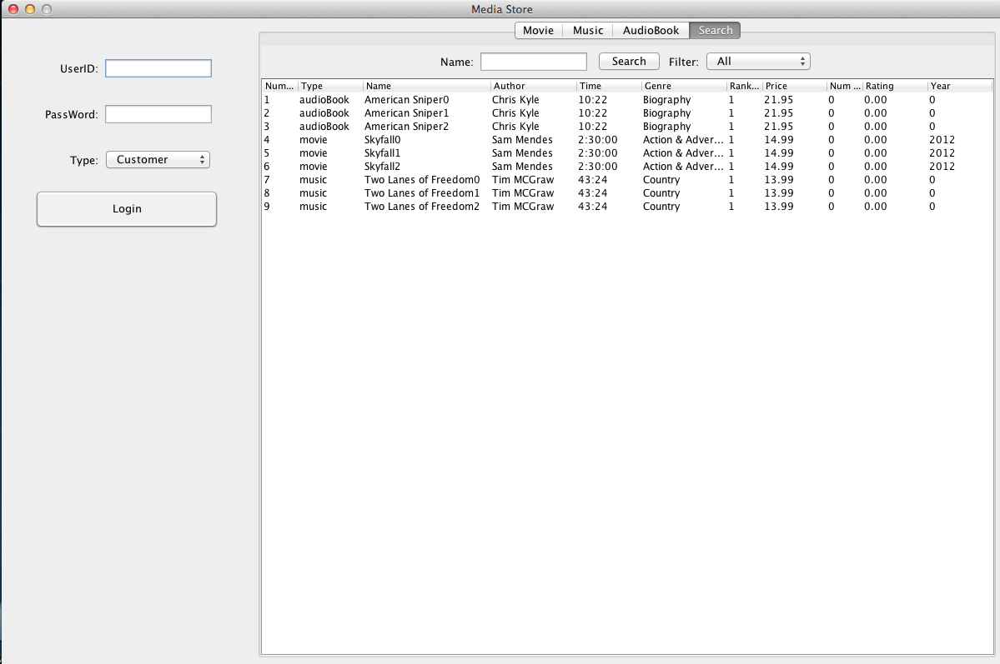 Media Store
Movie Music AudioBook Search
UserID:
PassWord:
Type: Customer
Login
Name: Search Filter: All
Num... Type Name Author Time Genre Rank... Price Num ... Rating Year
1 audioBook American Sniper0 Chris Kyle 10:22 Biography 1 21.95 0 0.00 0
2 audioBook American Sniper1 Chris Kyle 10:22 Biography 1 21.95 0 0.00 0
3 audioBook American Sniper2 Chris Kyle 10:22 Biography 1 21.95 0 0.00 0
4 movie Skyfall0 Sam Mendes 2:30:00 Action & Adver... 1 14.99 0 0.00 2012
5 movie Skyfall1 Sam Mendes 2:30:00 Action & Adver... 1 14.99 0 0.00 2012
6 movie Skyfall2 Sam Mendes 2:30:00 Action & Adver... 1 14.99 0 0.00 2012
7 music Two Lanes of Freedom0 Tim MCGraw 43:24 Country 1 13.99 0 0.00 0
8 music Two Lanes of Freedom1 Tim MCGraw 43:24 Country 1 13.99 0 0.00 0
9 music Two Lanes of Freedom2 Tim MCGraw 43:24 Country 1 13.99 0 0.00 0